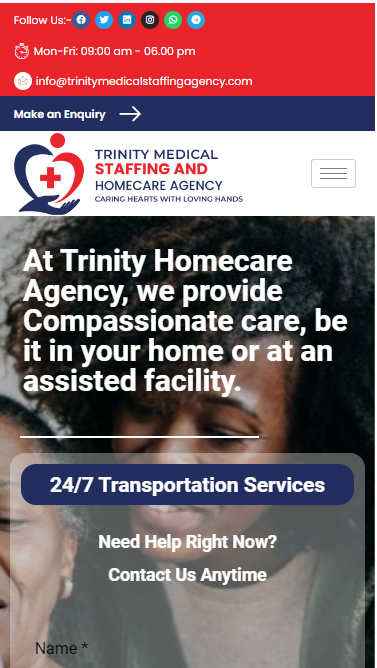 Follow Us:-
Mon-Fri: 09:00 am - 06.00 pm
info@trinitymedicalstaffingagency.com
Make an Enquiry
TRINITY MEDICAL
STAFFING AND
HOMECARE AGENCY
CARING HEARTS WITH LOVING HANDS
At Trinity Homecare
Agency, we provide
Compassionate care, be
it in your home or at an
assisted facility.
24/7 Transportation Services
Need Help Right Now?
Contact Us Anytime
Name *